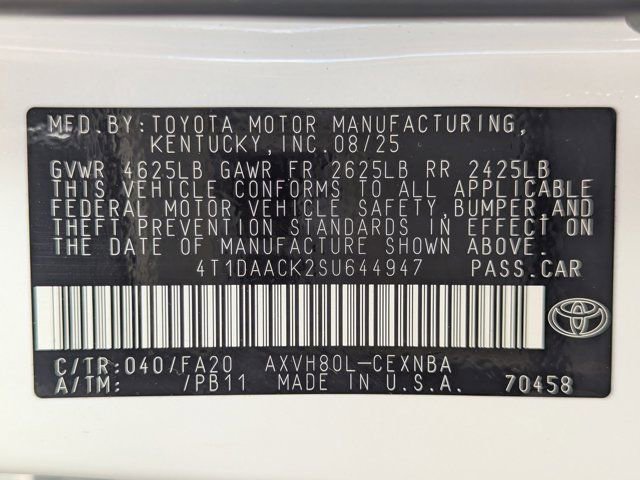 MFD.BY:TOYOTA MOTOR MANUFACTURING,
KENTUCKY,INC.08/25
GVWR 4625LB GAWR FR 2625LB RR 2425LB
THIS VEHICLE CONFORMS TO ALL APPLICABLE
FEDERAL MOTOR VEHICLE SAFETY,BUMPER,AND
THEFT PREVENTION STANDARDS IN EFFECT ON
THE DATE OF MANUFACTURE SHOWN ABOVE.
4T1DAACK2SU644947 PASS.CAR
C/TR:040/FA20 AXVH80L-CEXNBA
A/TM: /PB11 MADE IN U.S.A. 70458